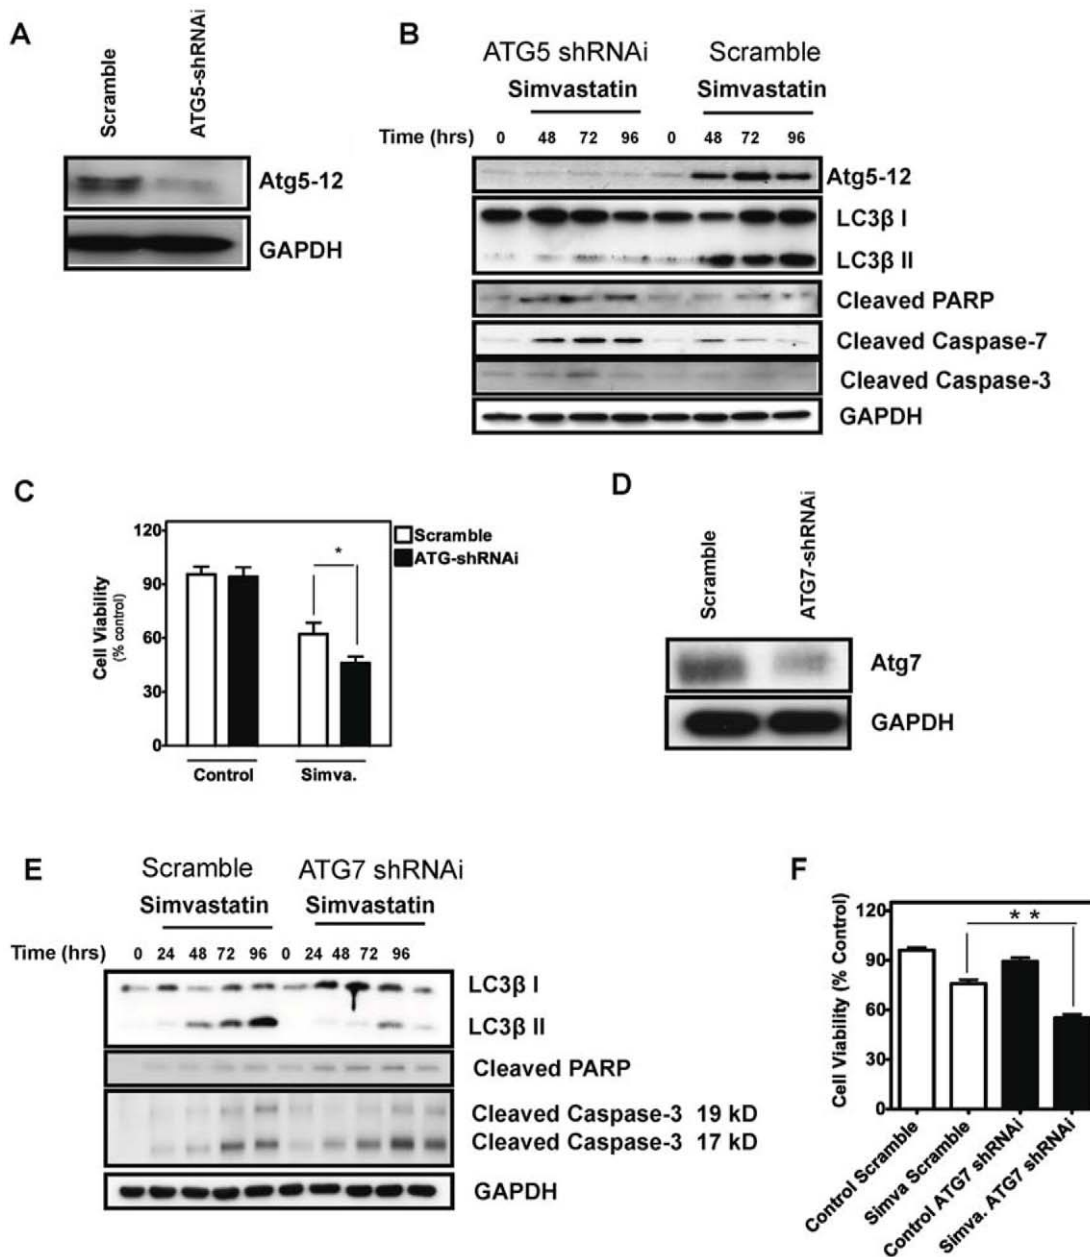 A
Scramble
ATG5-shRNAi
Atg5-12
GAPDH
B
ATG5 shRNAi Scramble
Simvastatin Simvastatin
Time (hrs) 0 48 72 96 0 48 72 96
Atg5-12
LC3β I
LC3β II
Cleaved PARP
Cleaved Caspase-7
Cleaved Caspase-3
GAPDH
C
Cell Viability
(% control)
120
90
60
30
0
*
Scramble
ATG-shRNAi
Control Simva.
D
Scramble
ATG7-shRNAi
Atg7
GAPDH
E
Scramble ATG7 shRNAi
Simvastatin Simvastatin
Time (hrs) 0 24 48 72 96 0 24 48 72 96
LC3β I
LC3β II
Cleaved PARP
Cleaved Caspase-3 19 kD
Cleaved Caspase-3 17 kD
GAPDH
F
Cell Viability (% Control)
120
90
60
30
0
* *
Control Scramble
Simva Scramble
Control ATG7 shRNAi
Simva. ATG7 shRNAi